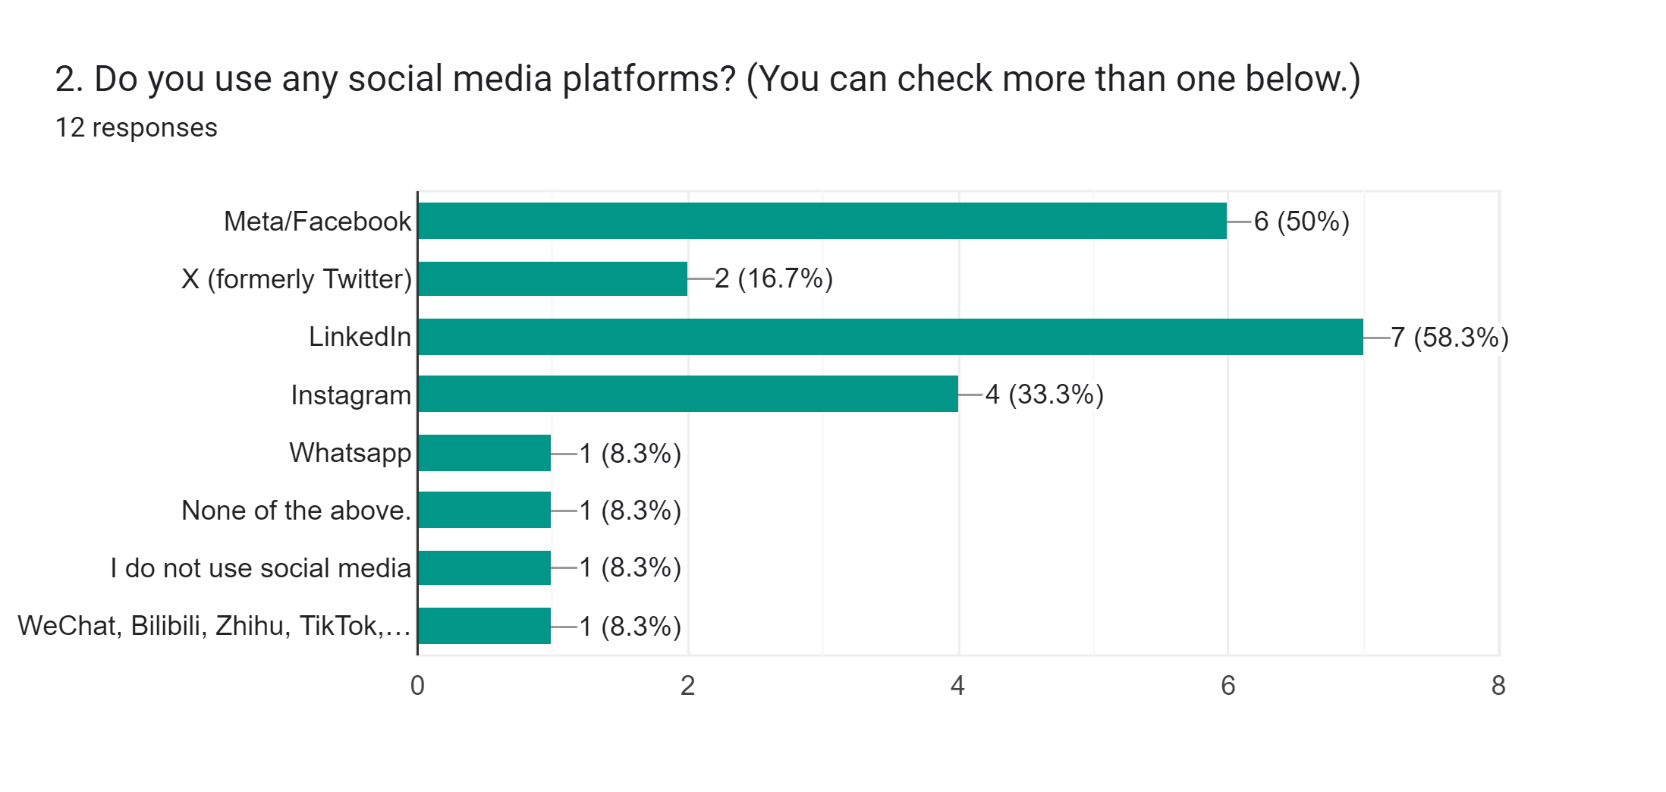 2. Do you use any social media platforms? (You can check more than one below.)
12 responses
Meta/Facebook 6 (50%)
X (formerly Twitter) 2 (16.7%)
LinkedIn 7 (58.3%)
Instagram 4 (33.3%)
Whatsapp 1 (8.3%)
None of the above. 1 (8.3%)
I do not use social media 1 (8.3%)
WeChat, Bilibili, Zhihu, TikTok,… 1 (8.3%)
0 2 4 6 8